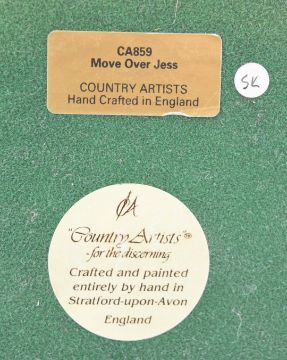 CA859
Move Over Jess
COUNTRY ARTISTS
Hand Crafted in England
SK
CA
"Country Artists"®
-for the discerning
Crafted and painted
entirely by hand in
Stratford-upon-Avon
England